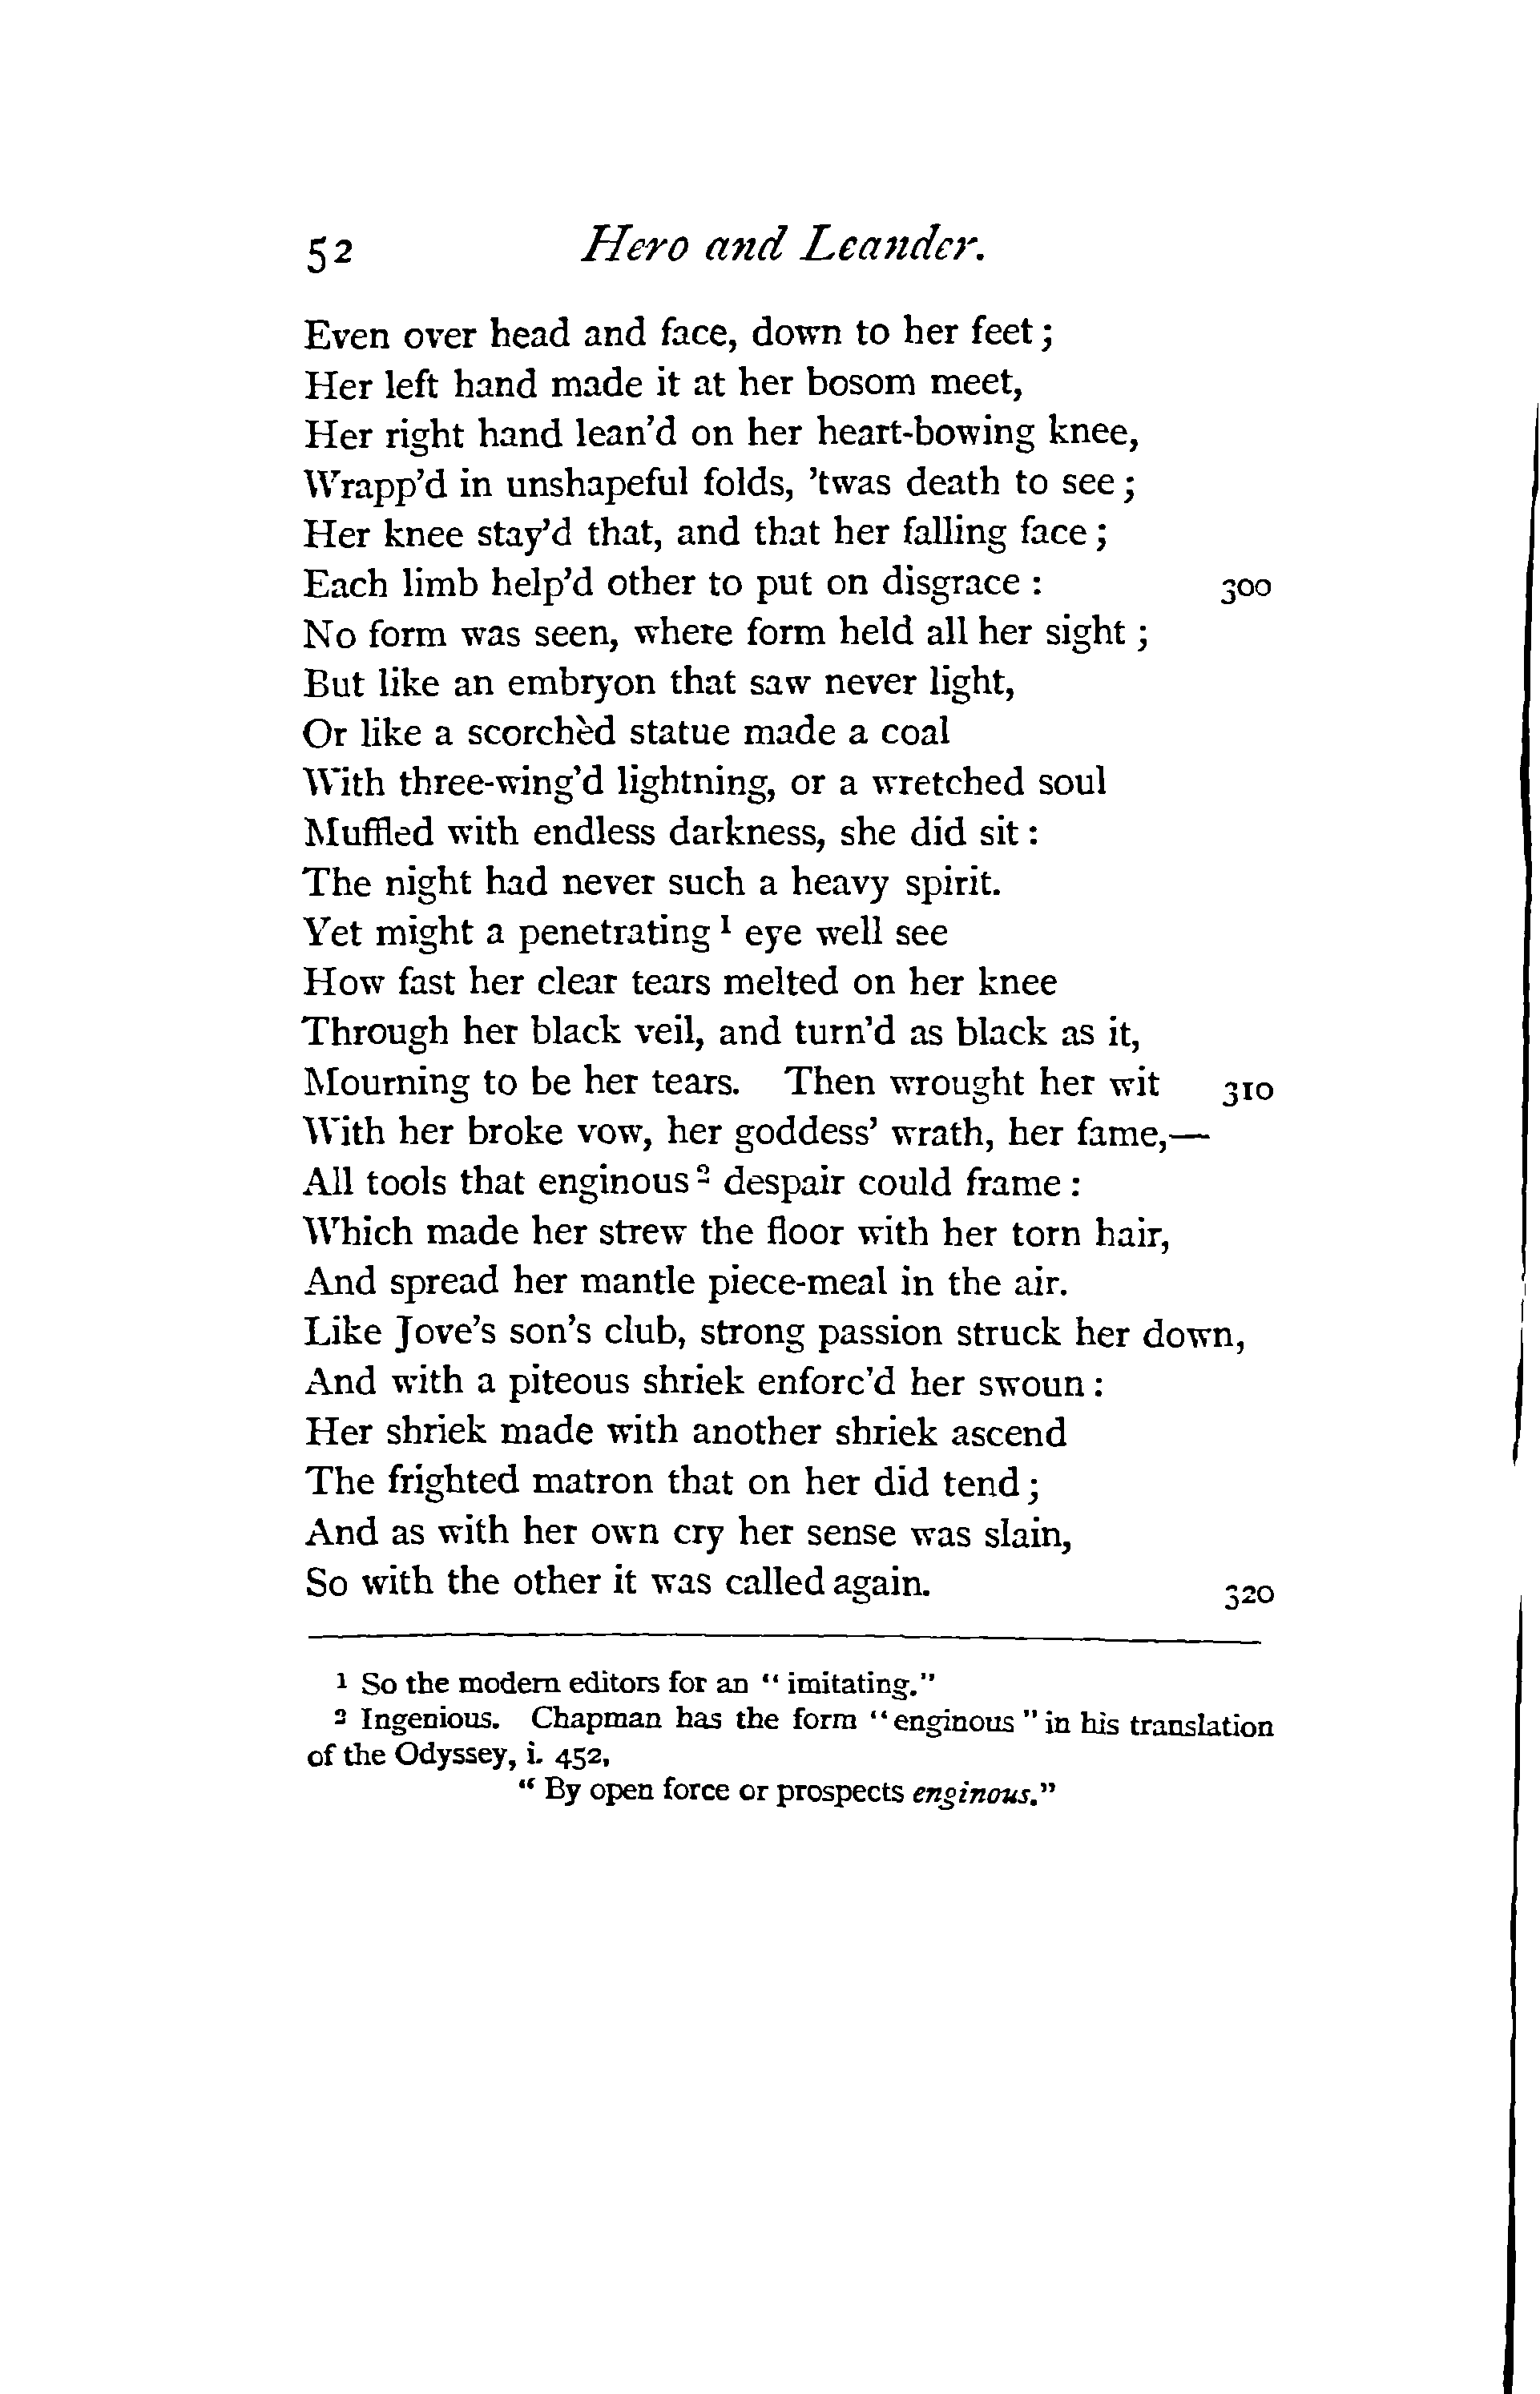 52 Hero and Leander.
Even over head and face, down to her feet ;
Her left hand made it at her bosom meet,
Her right hand lean’d on her heart-bowing knee,
Wrapp’d in unshapeful folds, ’twas death to see ;
Her knee stay’d that, and that her falling face ;
Each limb help’d other to put on disgrace : 300
No form was seen, where form held all her sight ;
But like an embryon that saw never light,
Or like a scorchèd statue made a coal
With three-wing’d lightning, or a wretched soul
Muffled with endless darkness, she did sit :
The night had never such a heavy spirit.
Yet might a penetrating ¹ eye well see
How fast her clear tears melted on her knee
Through her black veil, and turn’d as black as it,
Mourning to be her tears. Then wrought her wit 310
With her broke vow, her goddess’ wrath, her fame,—
All tools that enginous ² despair could frame :
Which made her strew the floor with her torn hair,
And spread her mantle piece-meal in the air.
Like Jove’s son’s club, strong passion struck her down,
And with a piteous shriek enforc’d her swoun :
Her shriek made with another shriek ascend
The frighted matron that on her did tend ;
And as with her own cry her sense was slain,
So with the other it was called again. 320
¹ So the modern editors for an “ imitating.”
² Ingenious. Chapman has the form “enginous ” in his translation
of the Odyssey, i. 452,
“ By open force or prospects enginous.”